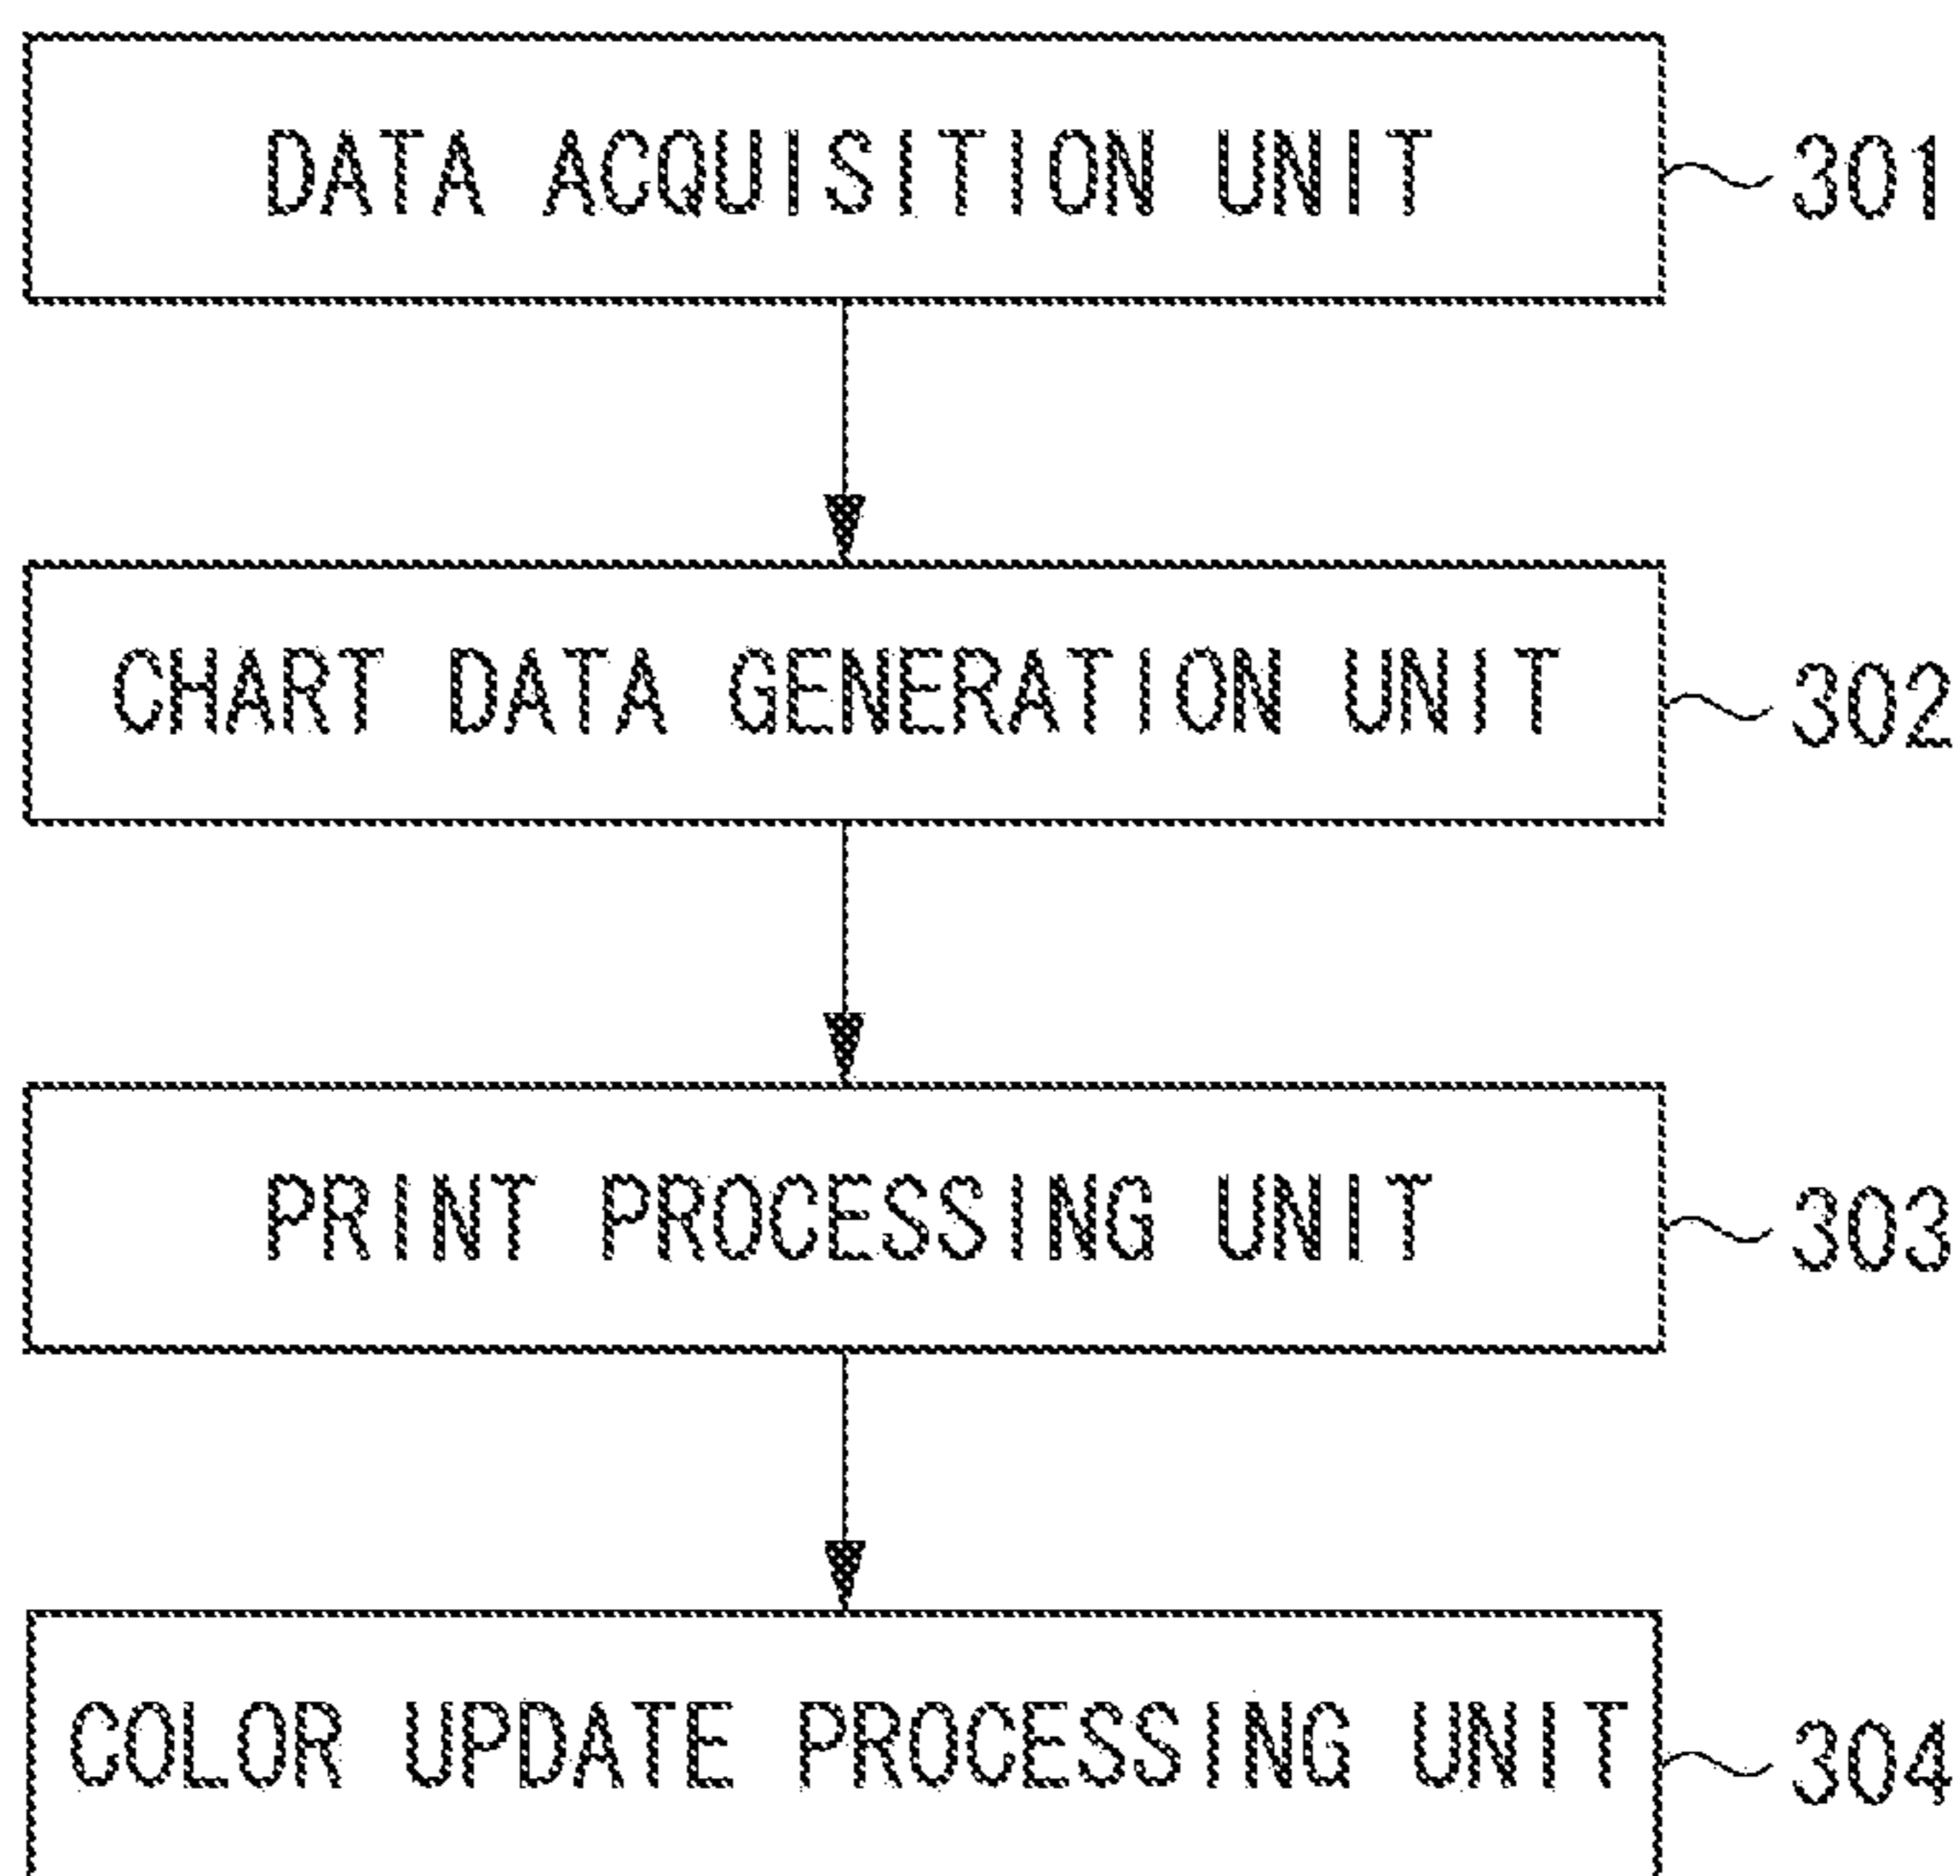 DATA ACQUISITION UNIT 301
CHART DATA GENERATION UNIT 302
PRINT PROCESSING UNIT 303
COLOR UPDATE PROCESSING UNIT 304